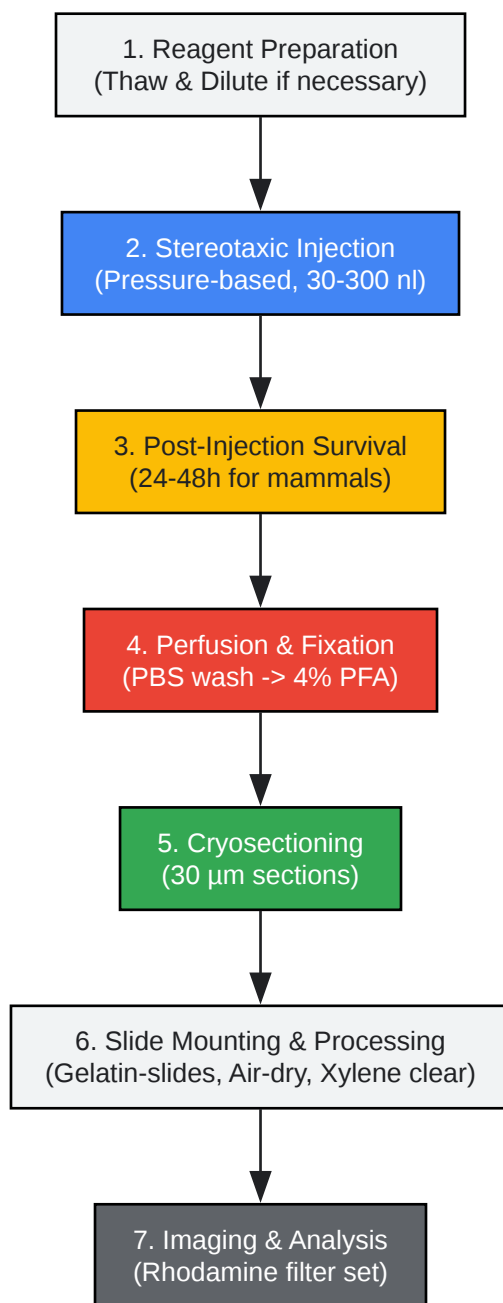 1. Reagent Preparation
(Thaw & Dilute if necessary)
2. Stereotaxic Injection
(Pressure-based, 30-300 nl)
3. Post-Injection Survival
(24-48h for mammals)
4. Perfusion & Fixation
(PBS wash -> 4% PFA)
5. Cryosectioning
(30 µm sections)
6. Slide Mounting & Processing
(Gelatin-slides, Air-dry, Xylene clear)
7. Imaging & Analysis
(Rhodamine filter set)